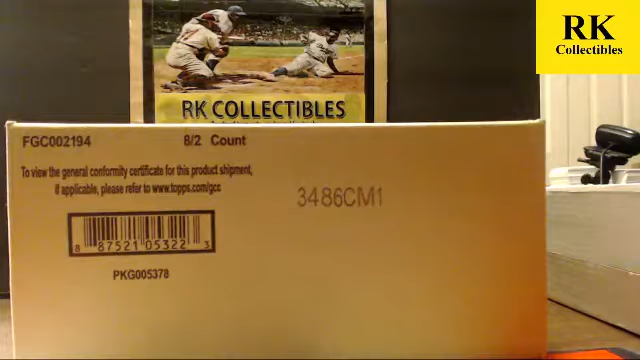 RK
Collectibles
RK COLLECTIBLES
FGC002194
8/2 Count
To view the general conformity certificate for this product shipment,
if applicable, please refer to www.topps.com/gcc
3486CM1
8 87521 05322 3
PKG005378